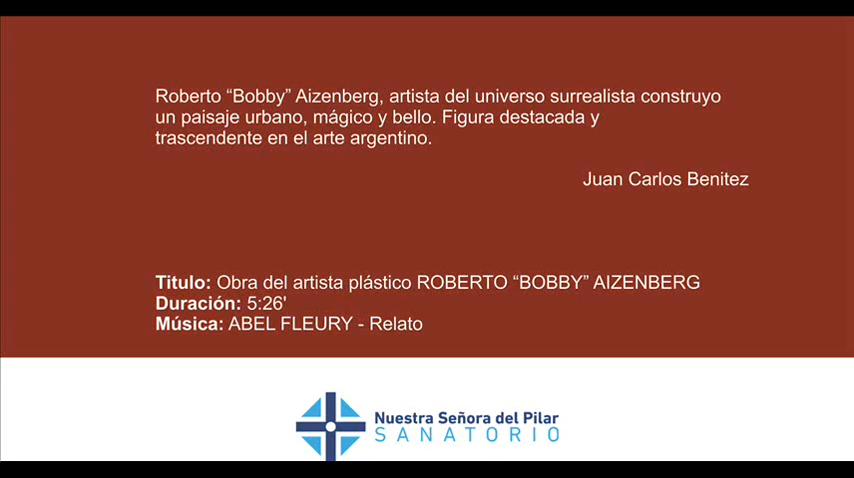 Roberto “Bobby” Aizenberg, artista del universo surrealista construyo
un paisaje urbano, mágico y bello. Figura destacada y
trascendente en el arte argentino.
Juan Carlos Benitez
Titulo: Obra del artista plástico ROBERTO “BOBBY” AIZENBERG
Duración: 5:26'
Música: ABEL FLEURY - Relato
Nuestra Señora del Pilar
SANATORIO